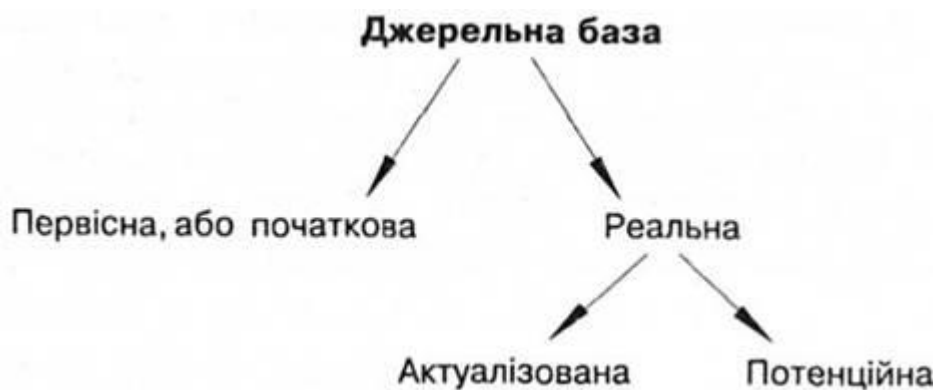 Джерельна база
Первісна, або початкова
Реальна
Актуалізована
Потенційна